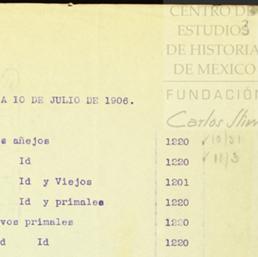 CENTRO DE
ESTUDIOS 3
DE HISTORIA
DE MEXICO
FUNDACIÓN
Carlos Slim
A 10 DE JULIO DE 1906.
s añejos 1220
Id 1220
Id y Viejos 1201
Id y primales 1220
vos primales 1220
d Id 1220